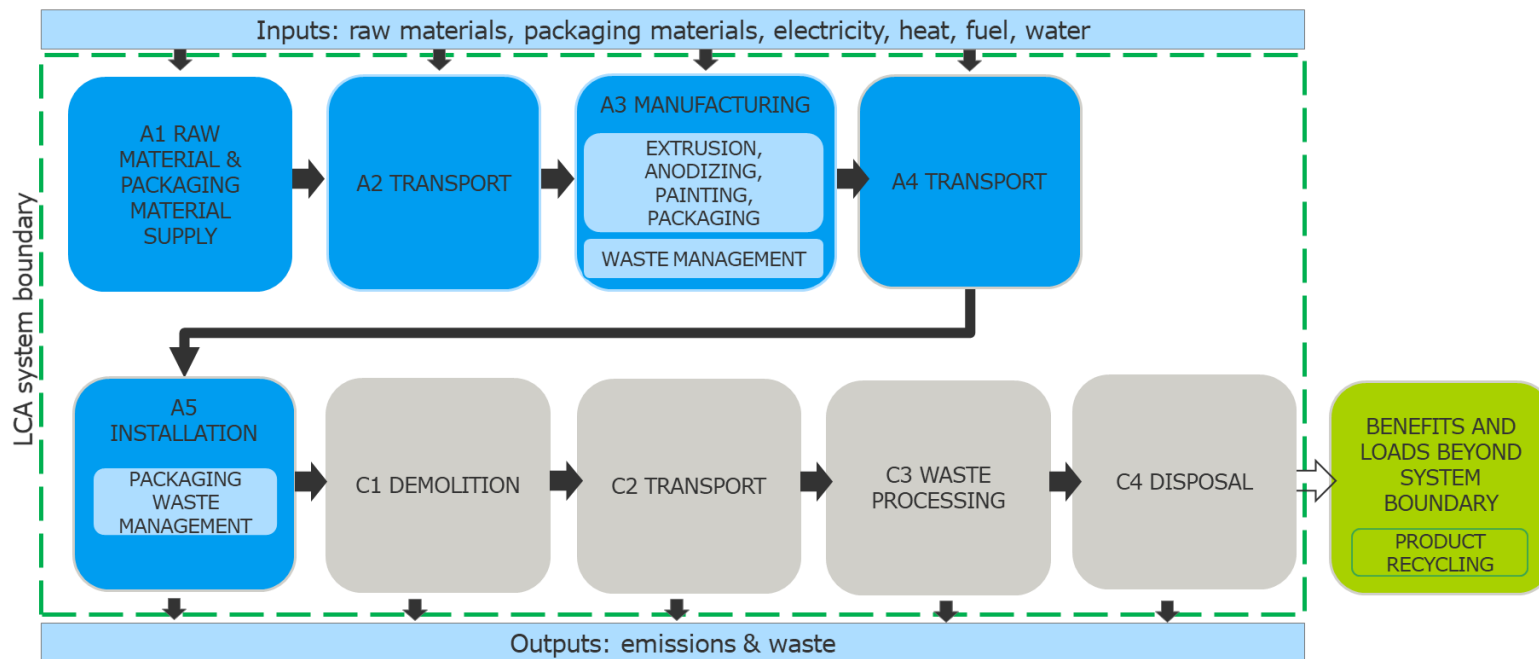 Inputs: raw materials, packaging materials, electricity, heat, fuel, water
LCA system boundary
A1 RAW
MATERIAL &
PACKAGING
MATERIAL
SUPPLY
A2 TRANSPORT
A3 MANUFACTURING
EXTRUSION,
ANODIZING,
PAINTING,
PACKAGING
WASTE MANAGEMENT
A4 TRANSPORT
A5
INSTALLATION
PACKAGING
WASTE
MANAGEMENT
C1 DEMOLITION
C2 TRANSPORT
C3 WASTE
PROCESSING
C4 DISPOSAL
BENEFITS AND
LOADS BEYOND
SYSTEM
BOUNDARY
PRODUCT
RECYCLING
Outputs: emissions & waste